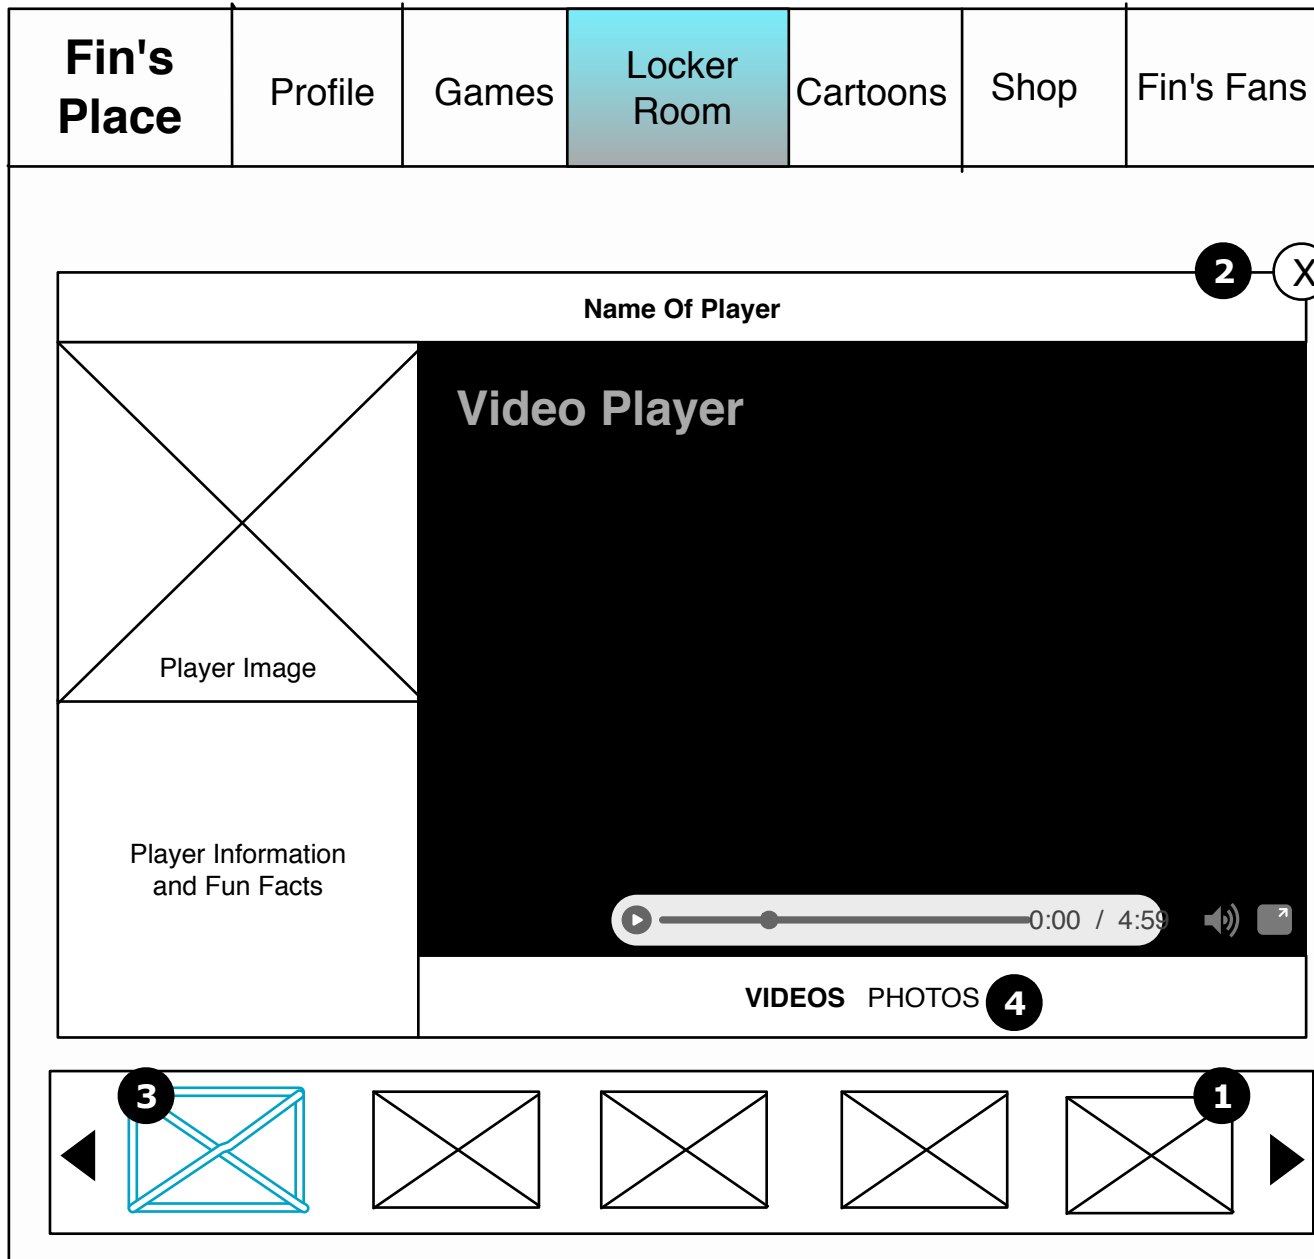 Fin's
Place
Profile
Games
Locker
Room
Cartoons
Shop
Fin's Fans
2
X
Name Of Player
Video Player
Player Image
Player Information
and Fun Facts
0:00 / 4:59
VIDEOS PHOTOS
4
3
1